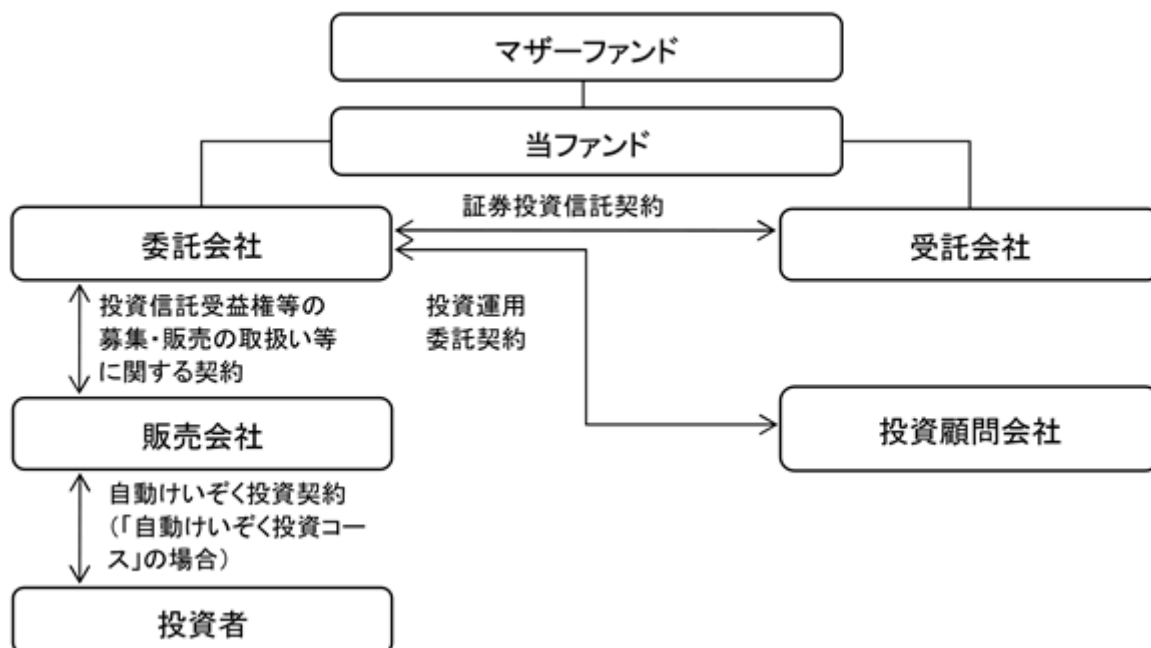 マザーファンド
当ファンド
証券投資信託契約
委託会社
受託会社
投資信託受益権等の
募集・販売の取扱い等
に関する契約
投資運用
委託契約
販売会社
投資顧問会社
自動けいぞく投資契約
(「自動けいぞく投資コー
ス」の場合)
投資者